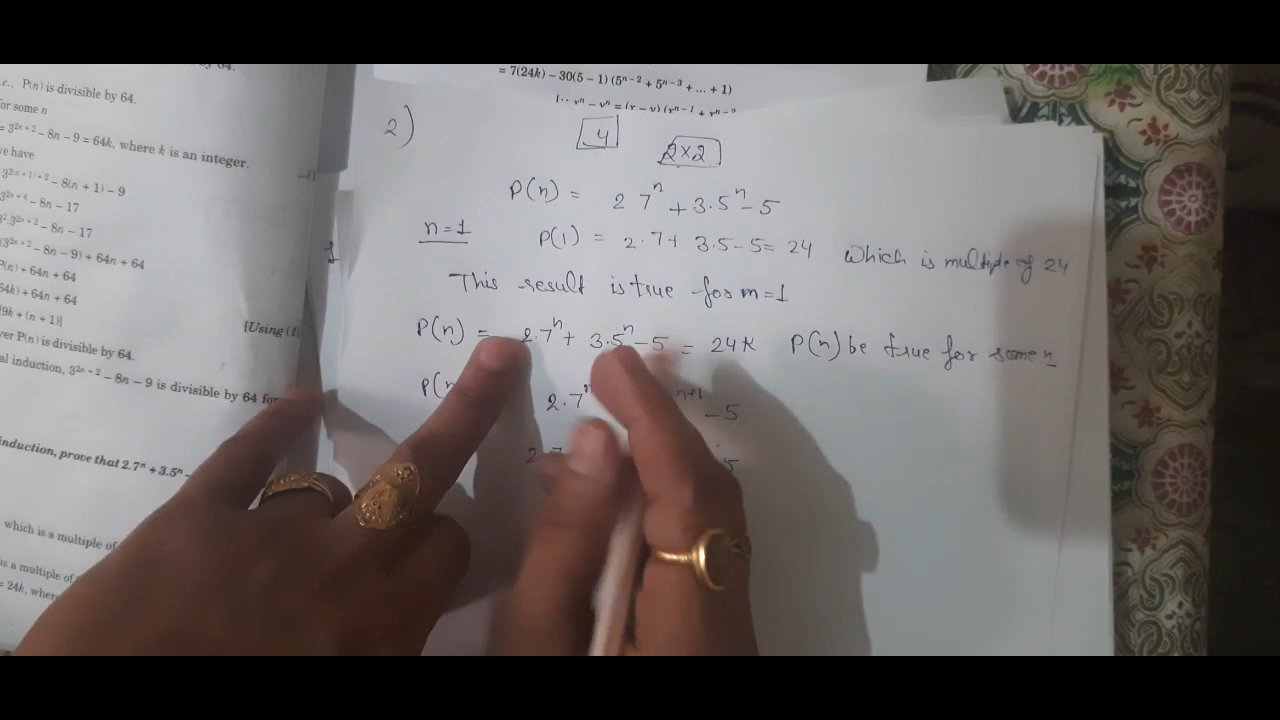 e., P(n) is divisible by 64.
for some n
= 3²ⁿ⁺² – 8n – 9 = 64k, where k is an integer.
...(1
we have
– 8(n + 1) – 9
3²ⁿ⁺⁴ – 8n – 17
3².3²ⁿ⁺² – 8n – 17
(3²ⁿ⁺² – 8n – 9) + 64n + 64
P(n) + 64n + 64
64k) + 64n + 64
[9k + (n + 1)]
[Using (1)
ver P(n) is divisible by 64.
al induction, 3²ⁿ⁺² – 8n – 9 is divisible by 64 for
induction, prove that 2.7ⁿ + 3.5ⁿ –
which is a multiple of
is a multiple of
= 24k, where
= 7(24k) – 30(5 – 1) (5ⁿ⁻² + 5ⁿ⁻³ + ... + 1)
2)
4
2×2
P(n) = 2 7ⁿ + 3.5ⁿ – 5
n = 1
P(1) = 2.7 + 3.5 – 5 = 24 which is multiple of 24
1
This result is true for m = 1
P(n) = 2.7ⁿ + 3.5ⁿ – 5 = 24k P(n) be true for some n
P(n 2.7ⁿ ⁿ⁺¹ – 5
2.7 5